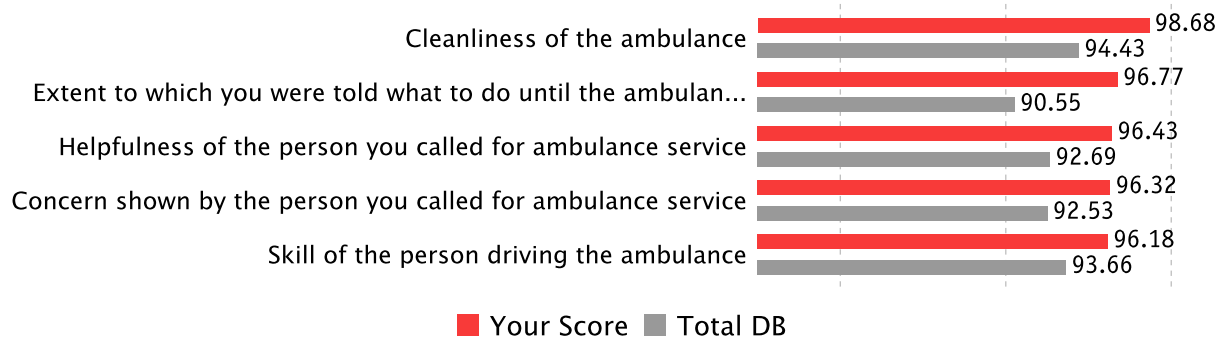 Cleanliness of the ambulance 98.68
94.43
Extent to which you were told what to do until the ambulan... 96.77
90.55
Helpfulness of the person you called for ambulance service 96.43
92.69
Concern shown by the person you called for ambulance service 96.32
92.53
Skill of the person driving the ambulance 96.18
93.66
Your Score Total DB